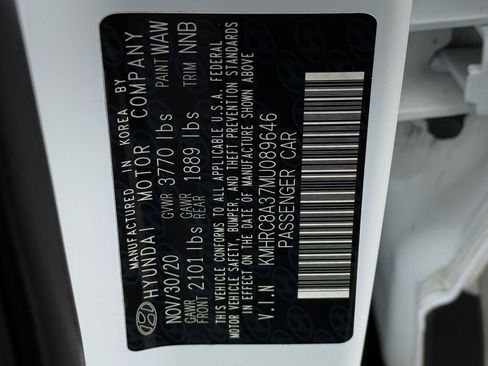 MANUFACTURED IN KOREA BY
HYUNDAI MOTOR COMPANY
NOV/30/20 GVWR 3770 lbs PAINT WAW
GAWR FRONT 2101 lbs GAWR REAR 1889 lbs TRIM NNB
THIS VEHICLE CONFORMS TO ALL APPLICABLE U.S.A. FEDERAL
MOTOR VEHICLE SAFETY, BUMPER, AND THEFT PREVENTION STANDARDS
IN EFFECT ON THE DATE OF MANUFACTURE SHOWN ABOVE
V.I.N KMHRC8A37MU089646
PASSENGER CAR